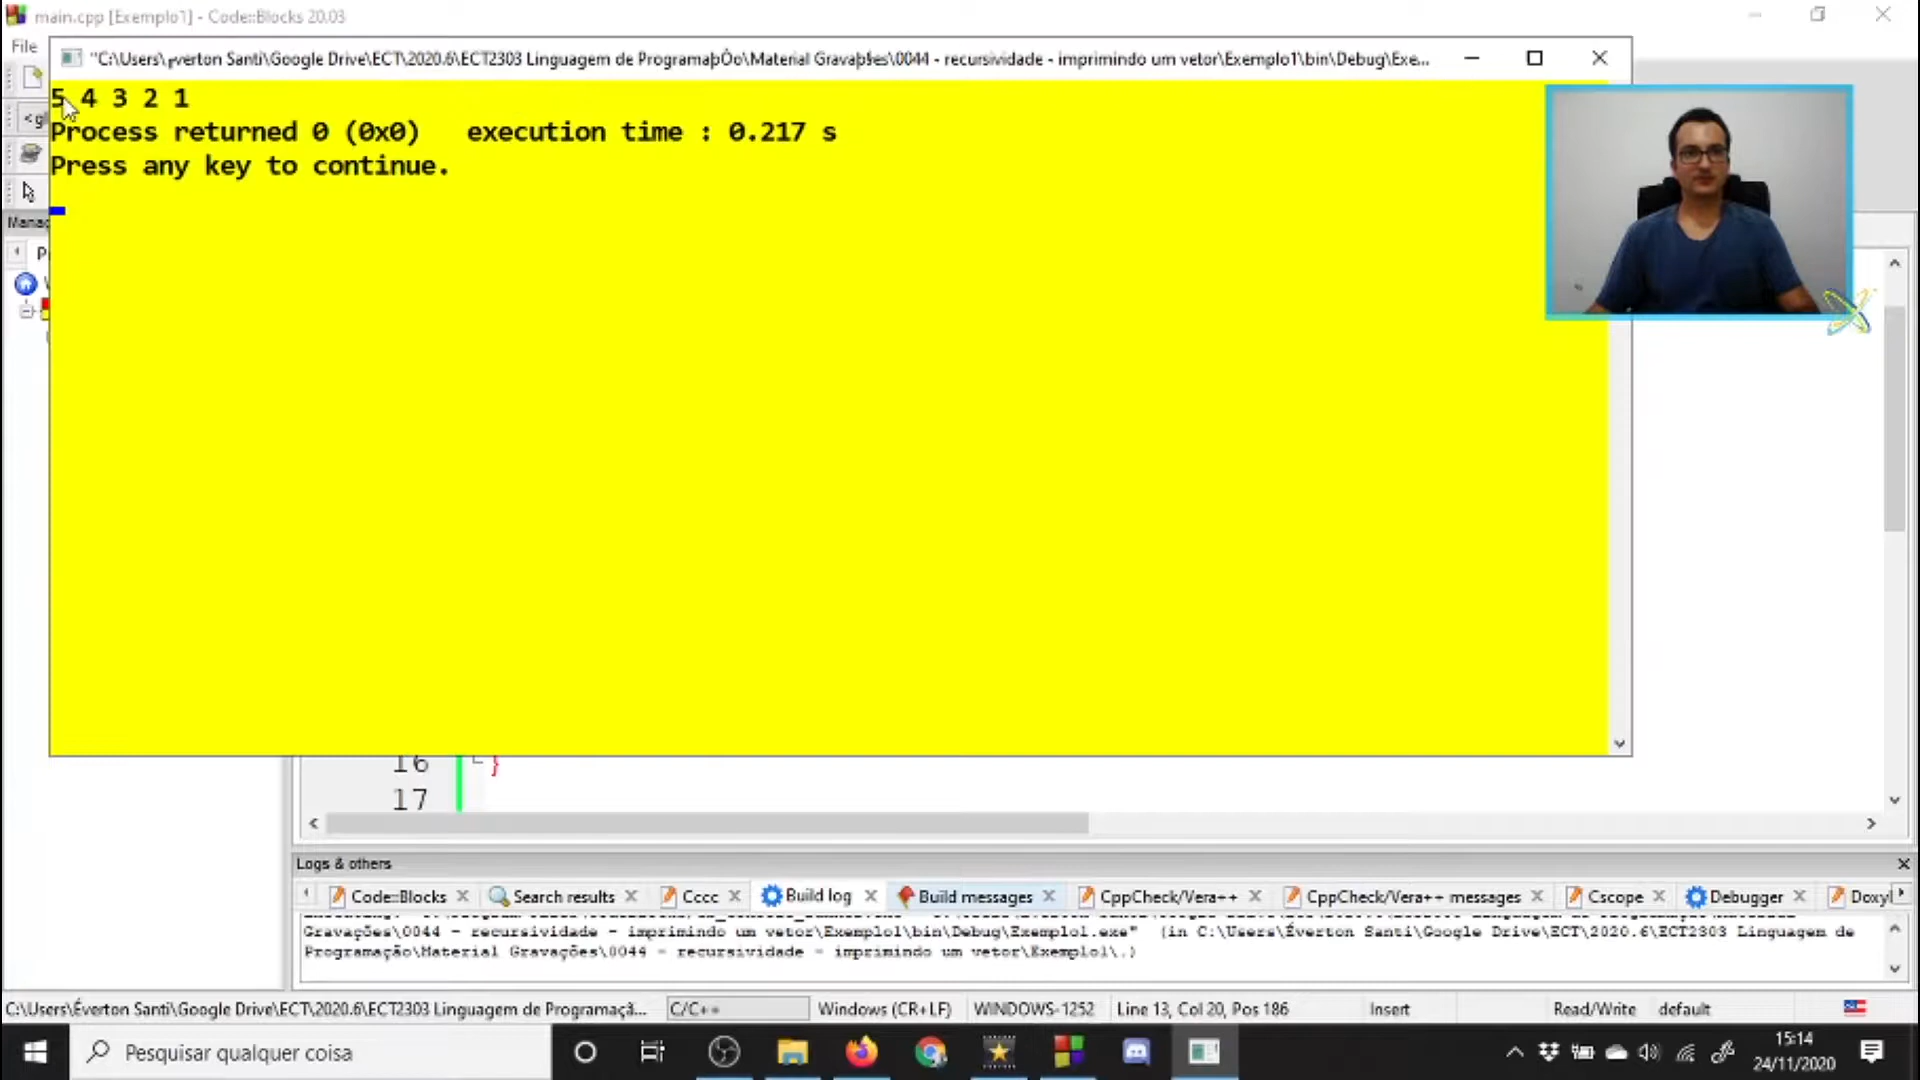 main.cpp [Exemplo1] - Code::Blocks 20.03
File
"C:\Users\╔verton Santi\Google Drive\ECT\2020.6\ECT2303 Linguagem de ProgramaþÒo\Material Gravaþ§es\0044 - recursividade - imprimindo um vetor\Exemplo1\bin\Debug\Exe...
5 4 3 2 1
Process returned 0 (0x0)   execution time : 0.217 s
Press any key to continue.
<g
Manag
P
16 }
17
Logs & others
Code::Blocks
Search results
Cccc
Build log
Build messages
CppCheck/Vera++
CppCheck/Vera++ messages
Cscope
Debugger
Doxyl
Gravações\0044 - recursividade - imprimindo um vetor\Exemplo1\bin\Debug\Exemplo1.exe"  (in C:\Users\Éverton Santi\Google Drive\ECT\2020.6\ECT2303 Linguagem de
Programação\Material Gravações\0044 - recursividade - imprimindo um vetor\Exemplo1\.)
C:\Users\Éverton Santi\Google Drive\ECT\2020.6\ECT2303 Linguagem de Programaçã...
C/C++
Windows (CR+LF)
WINDOWS-1252
Line 13, Col 20, Pos 186
Insert
Read/Write
default
Pesquisar qualquer coisa
15:14
24/11/2020